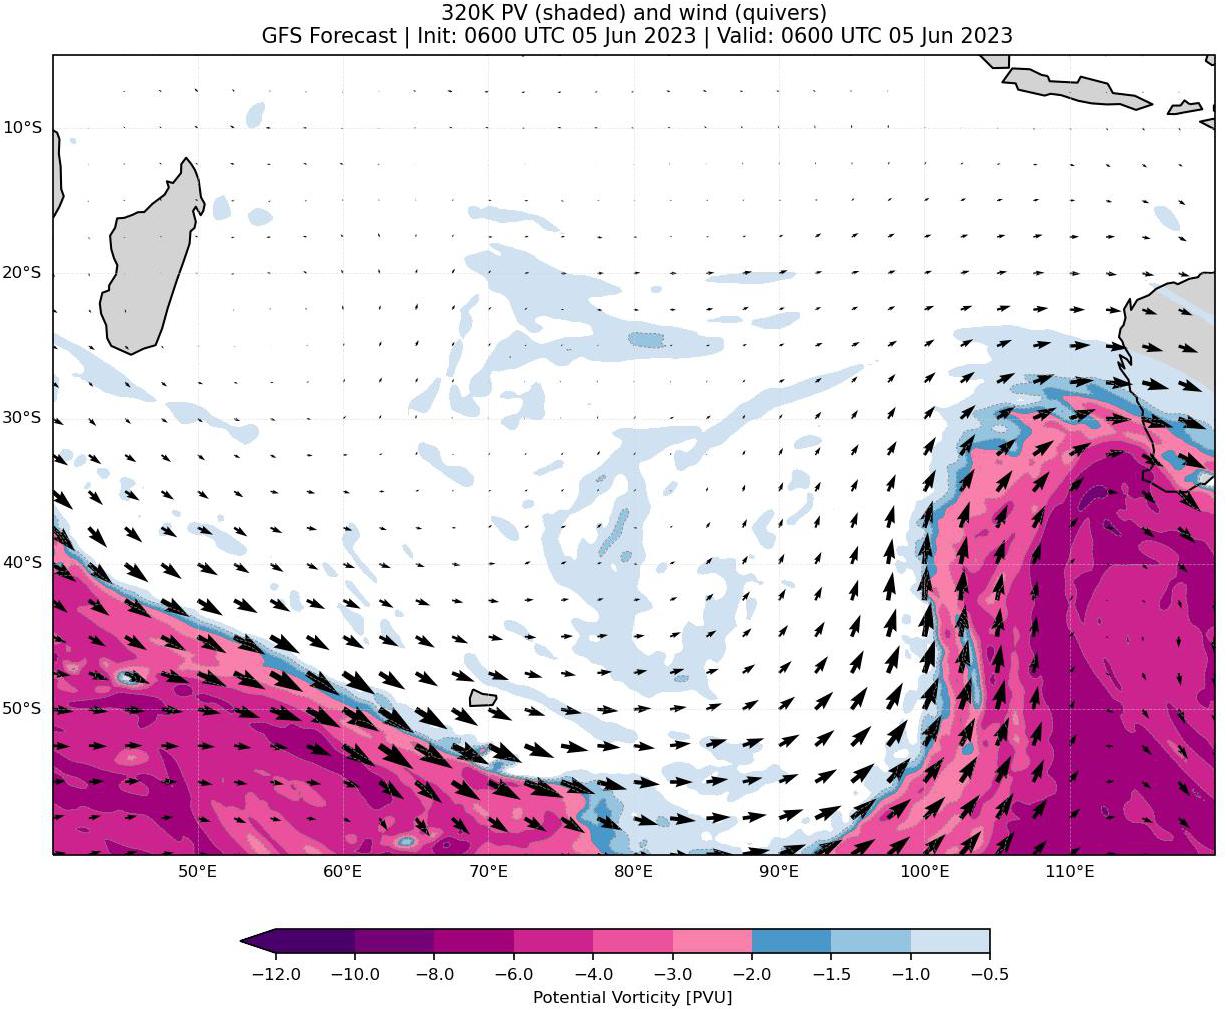 320K PV (shaded) and wind (quivers)
GFS Forecast | Init: 0600 UTC 05 Jun 2023 | Valid: 0600 UTC 05 Jun 2023
10°S
20°S
30°S
40°S
50°S
50°E 60°E 70°E 80°E 90°E 100°E 110°E
−12.0 −10.0 −8.0 −6.0 −4.0 −3.0 −2.0 −1.5 −1.0 −0.5
Potential Vorticity [PVU]